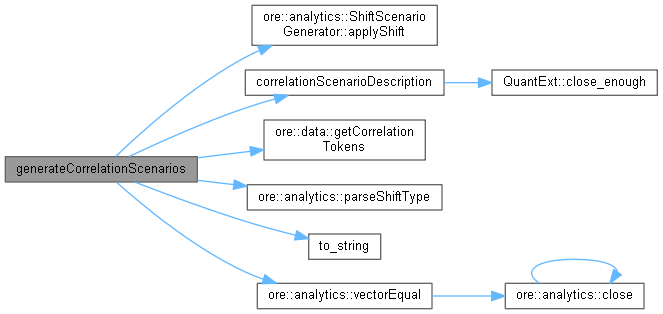 ore::analytics::ShiftScenario
Generator::applyShift
correlationScenarioDescription
QuantExt::close_enough
ore::data::getCorrelation
Tokens
generateCorrelationScenarios
ore::analytics::parseShiftType
to_string
ore::analytics::vectorEqual
ore::analytics::close